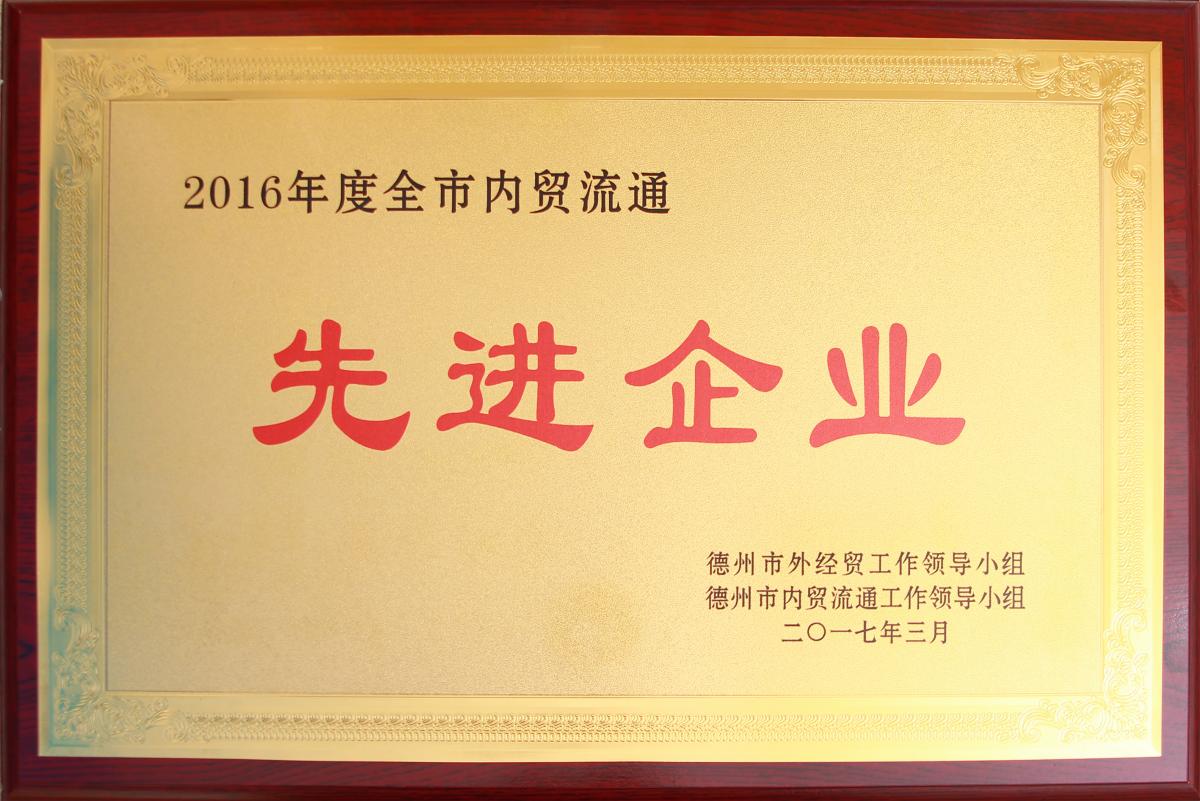 2016年度全市内贸流通
先进企业
德州市外经贸工作领导小组
德州市内贸流通工作领导小组
二〇一七年三月